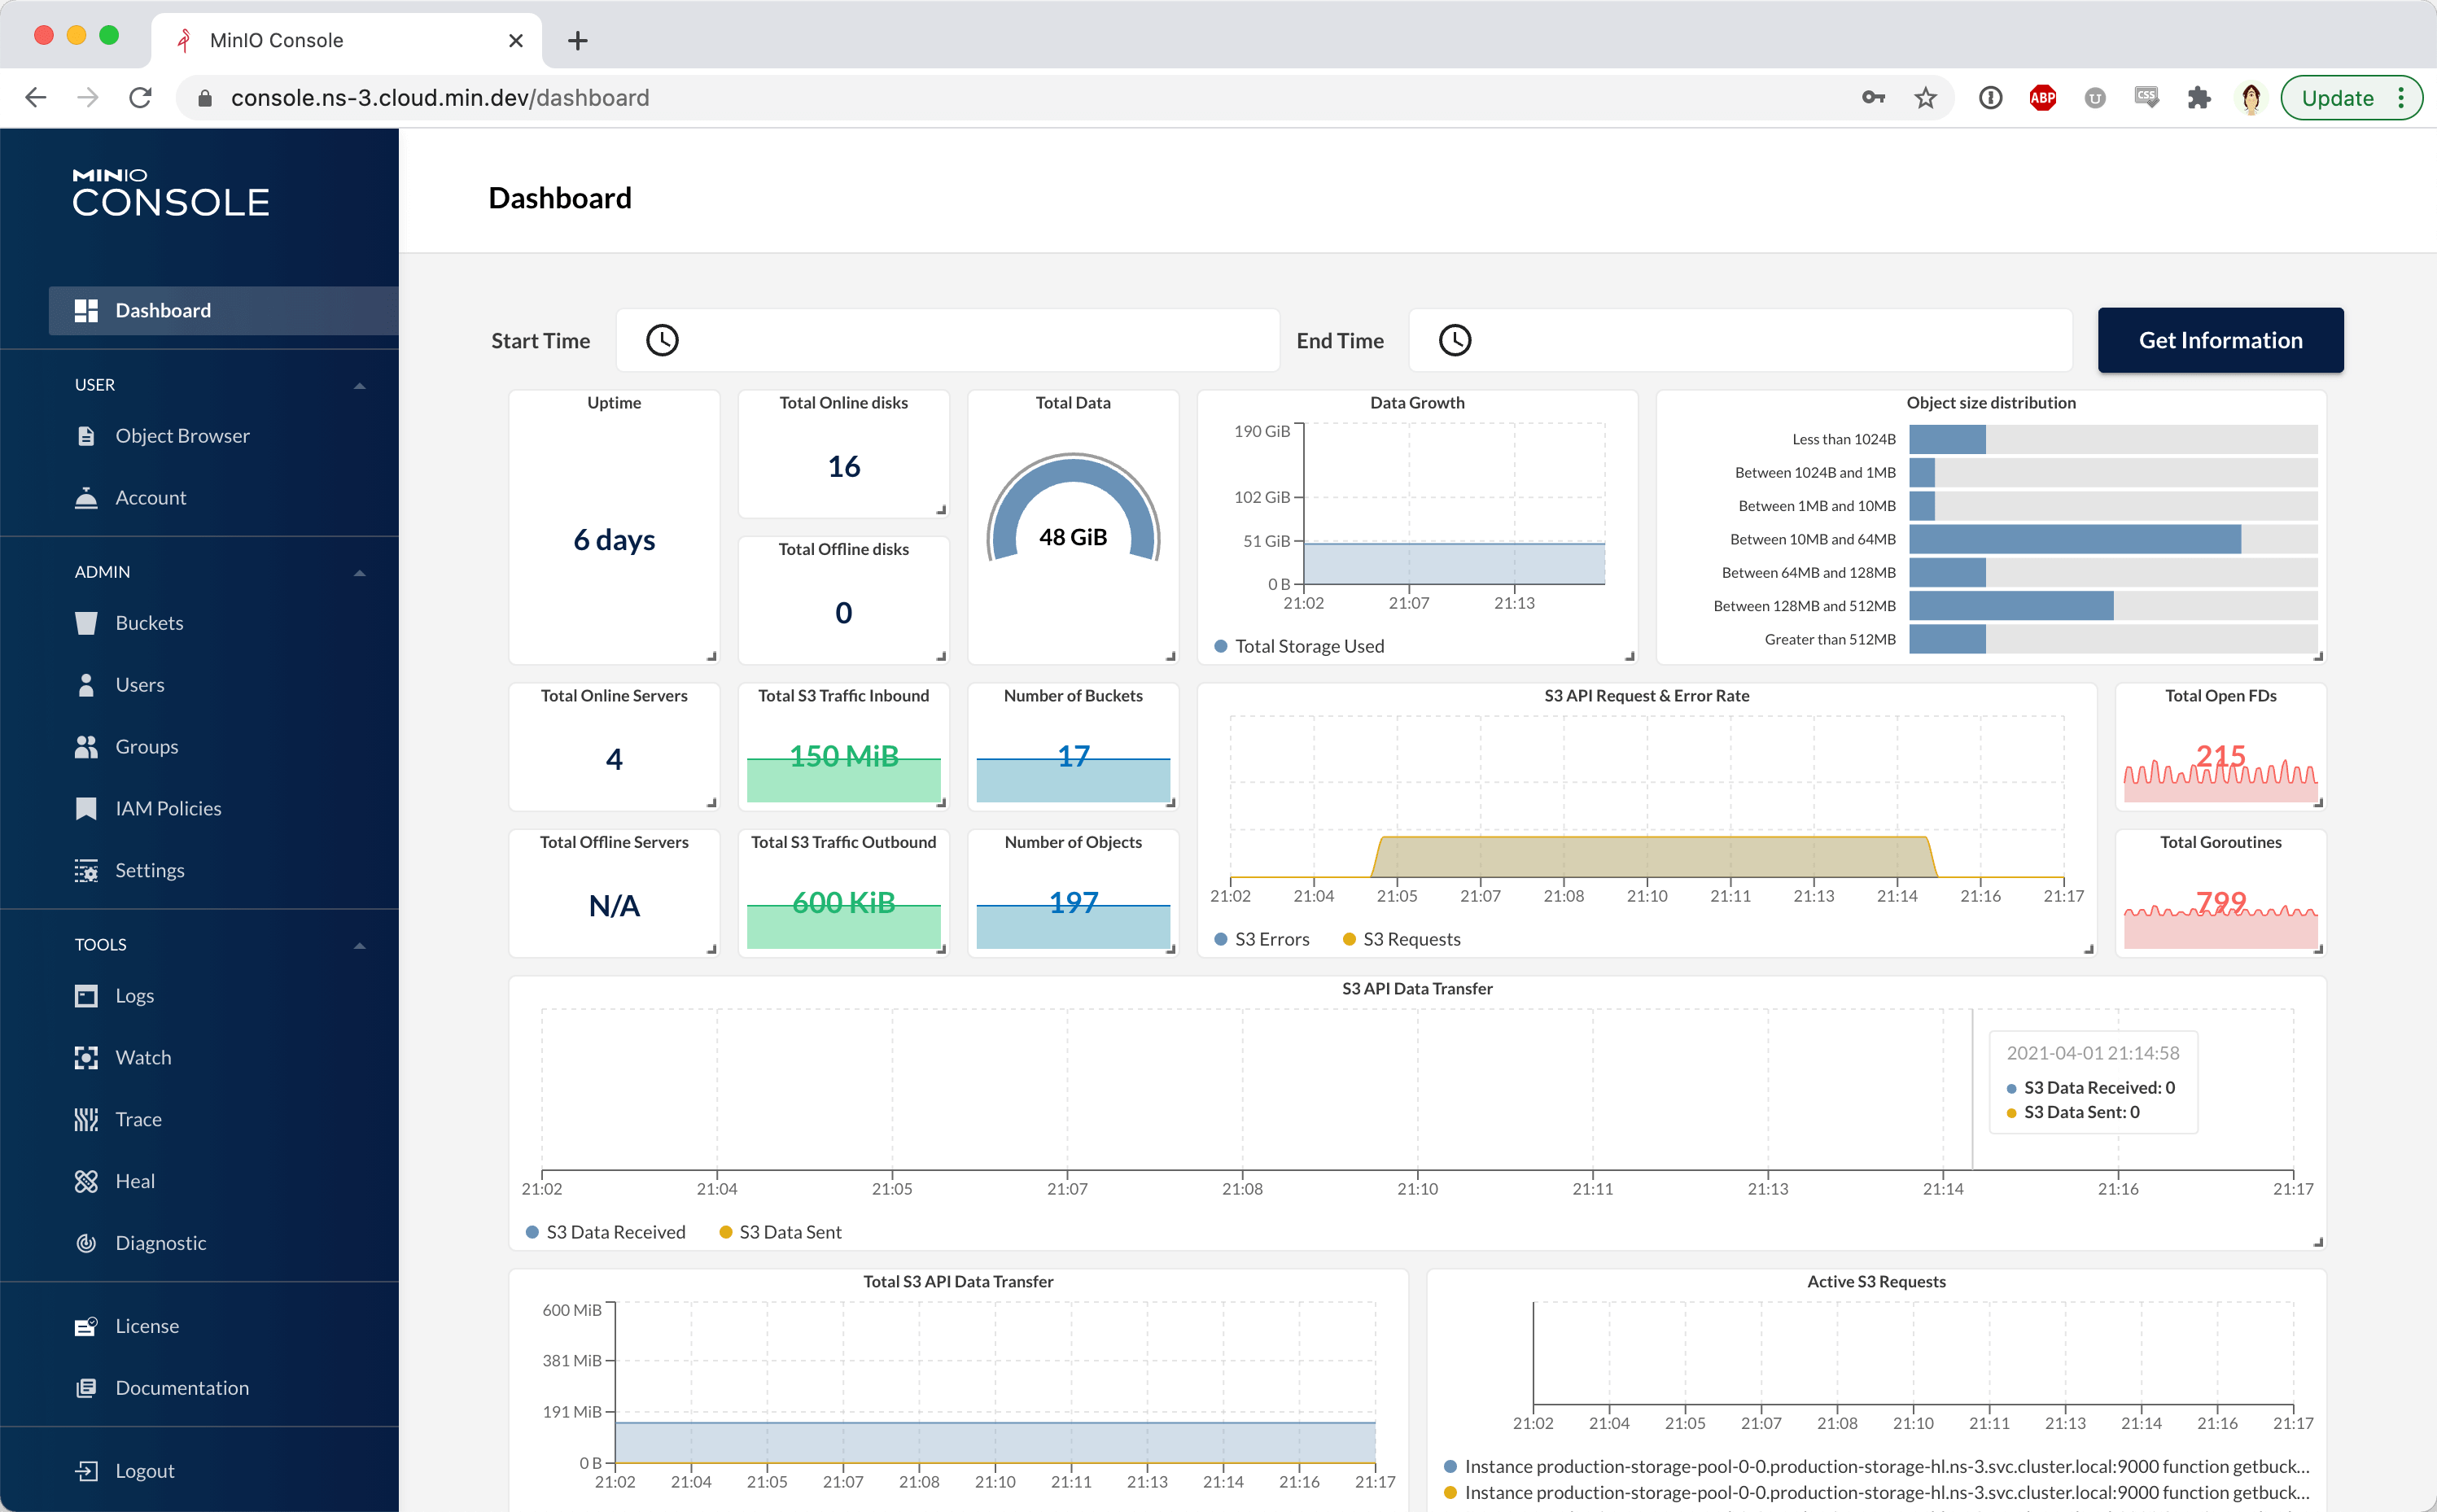 MinIO Console
console.ns-3.cloud.min.dev/dashboard
ABP
CSS
Update
MINIO
CONSOLE
Dashboard
USER
Object Browser
Account
ADMIN
Buckets
Users
Groups
IAM Policies
Settings
TOOLS
Logs
Watch
Trace
Heal
Diagnostic
License
Documentation
Logout
Dashboard
Start Time
End Time
Get Information
Uptime
6 days
Total Online disks
16
Total Offline disks
0
Total Data
48 GiB
Data Growth
190 GiB
102 GiB
51 GiB
0 B
21:02 21:07 21:13
Total Storage Used
Object size distribution
Less than 1024B
Between 1024B and 1MB
Between 1MB and 10MB
Between 10MB and 64MB
Between 64MB and 128MB
Between 128MB and 512MB
Greater than 512MB
Total Online Servers
4
Total S3 Traffic Inbound
150 MiB
Number of Buckets
17
S3 API Request & Error Rate
21:02 21:04 21:05 21:07 21:08 21:10 21:11 21:13 21:14 21:16 21:17
S3 Errors S3 Requests
Total Open FDs
215
Total Offline Servers
N/A
Total S3 Traffic Outbound
600 KiB
Number of Objects
197
Total Goroutines
799
S3 API Data Transfer
2021-04-01 21:14:58
S3 Data Received: 0
S3 Data Sent: 0
21:02 21:04 21:05 21:07 21:08 21:10 21:11 21:13 21:14 21:16 21:17
S3 Data Received S3 Data Sent
Total S3 API Data Transfer
600 MiB
381 MiB
191 MiB
0 B
21:02 21:04 21:05 21:07 21:08 21:10 21:11 21:13 21:14 21:16 21:17
Active S3 Requests
21:02 21:04 21:05 21:07 21:08 21:10 21:11 21:13 21:14 21:16 21:17
Instance production-storage-pool-0-0.production-storage-hl.ns-3.svc.cluster.local:9000 function getbuck...
Instance production-storage-pool-0-0.production-storage-hl.ns-3.svc.cluster.local:9000 function getbuck...